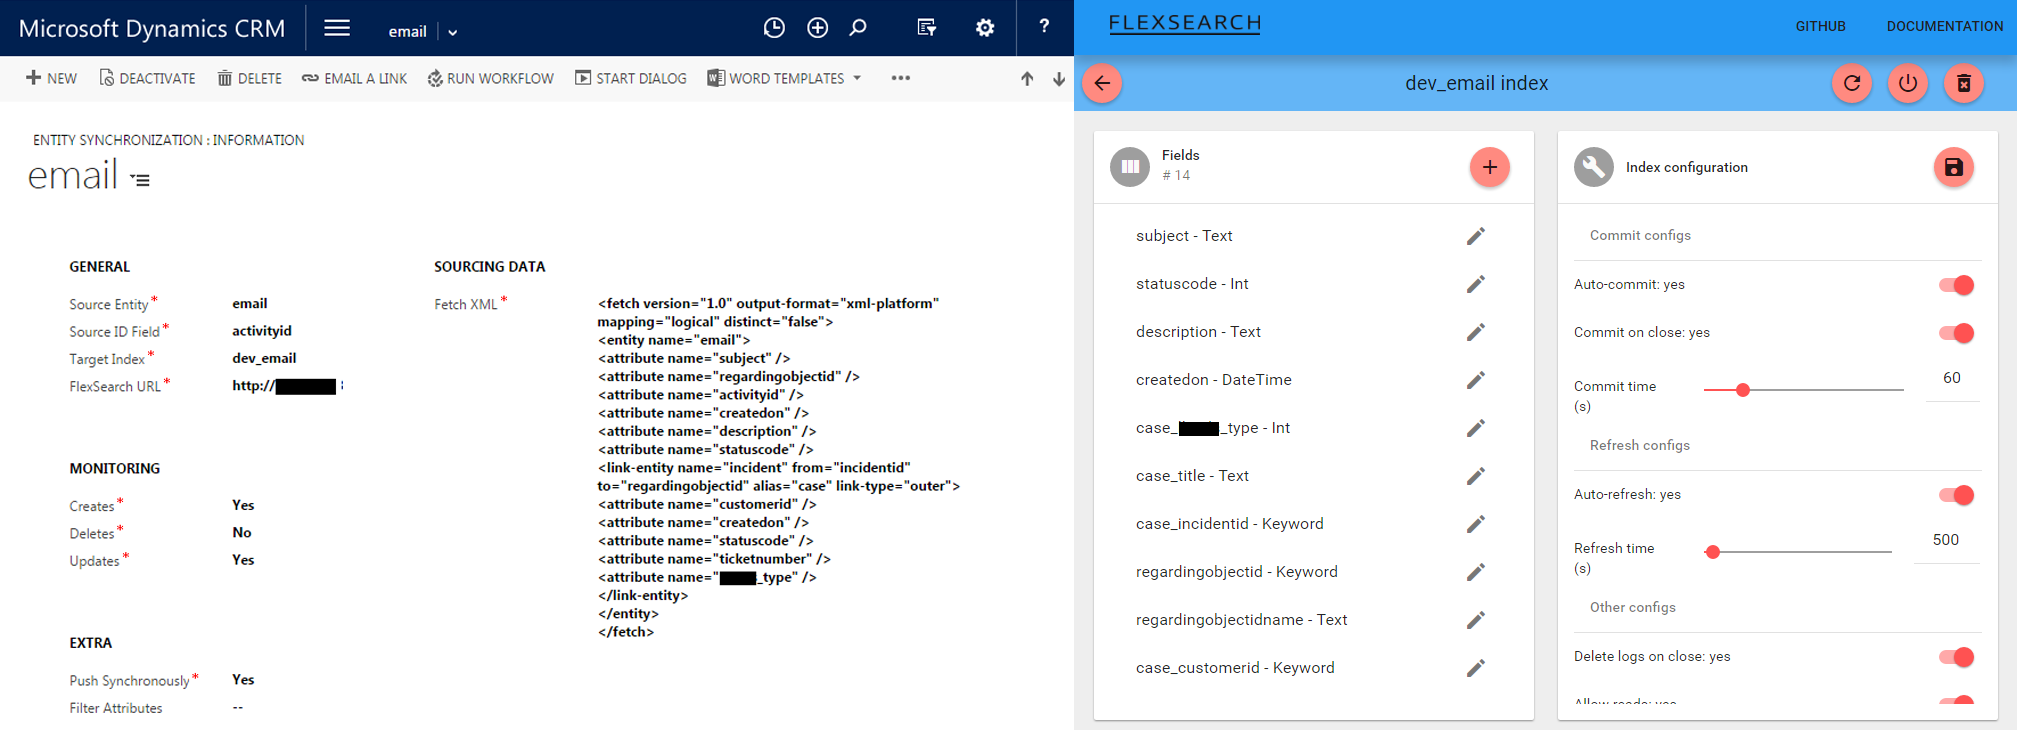 Microsoft Dynamics CRM
email
?
NEW
DEACTIVATE
DELETE
EMAIL A LINK
RUN WORKFLOW
START DIALOG
WORD TEMPLATES
•••
ENTITY SYNCHRONIZATION : INFORMATION
email
GENERAL
Source Entity* email
Source ID Field* activityid
Target Index* dev_email
FlexSearch URL* http://
MONITORING
Creates* Yes
Deletes* No
Updates* Yes
EXTRA
Push Synchronously* Yes
Filter Attributes --
SOURCING DATA
Fetch XML*
<fetch version="1.0" output-format="xml-platform"
mapping="logical" distinct="false">
<entity name="email">
<attribute name="subject" />
<attribute name="regardingobjectid" />
<attribute name="activityid" />
<attribute name="createdon" />
<attribute name="description" />
<attribute name="statuscode" />
<link-entity name="incident" from="incidentid"
to="regardingobjectid" alias="case" link-type="outer">
<attribute name="customerid" />
<attribute name="createdon" />
<attribute name="statuscode" />
<attribute name="ticketnumber" />
<attribute name="_type" />
</link-entity>
</entity>
</fetch>
FLEXSEARCH
GITHUB
DOCUMENTATION
dev_email index
Fields
# 14
subject - Text
statuscode - Int
description - Text
createdon - DateTime
case_ _type - Int
case_title - Text
case_incidentid - Keyword
regardingobjectid - Keyword
regardingobjectidname - Text
case_customerid - Keyword
Index configuration
Commit configs
Auto-commit: yes
Commit on close: yes
Commit time
(s)
60
Refresh configs
Auto-refresh: yes
Refresh time
(s)
500
Other configs
Delete logs on close: yes
Allow reads: yes